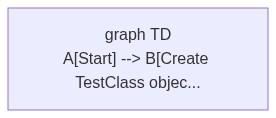 graph TD
A[Start] --> B[Create
TestClass objec...